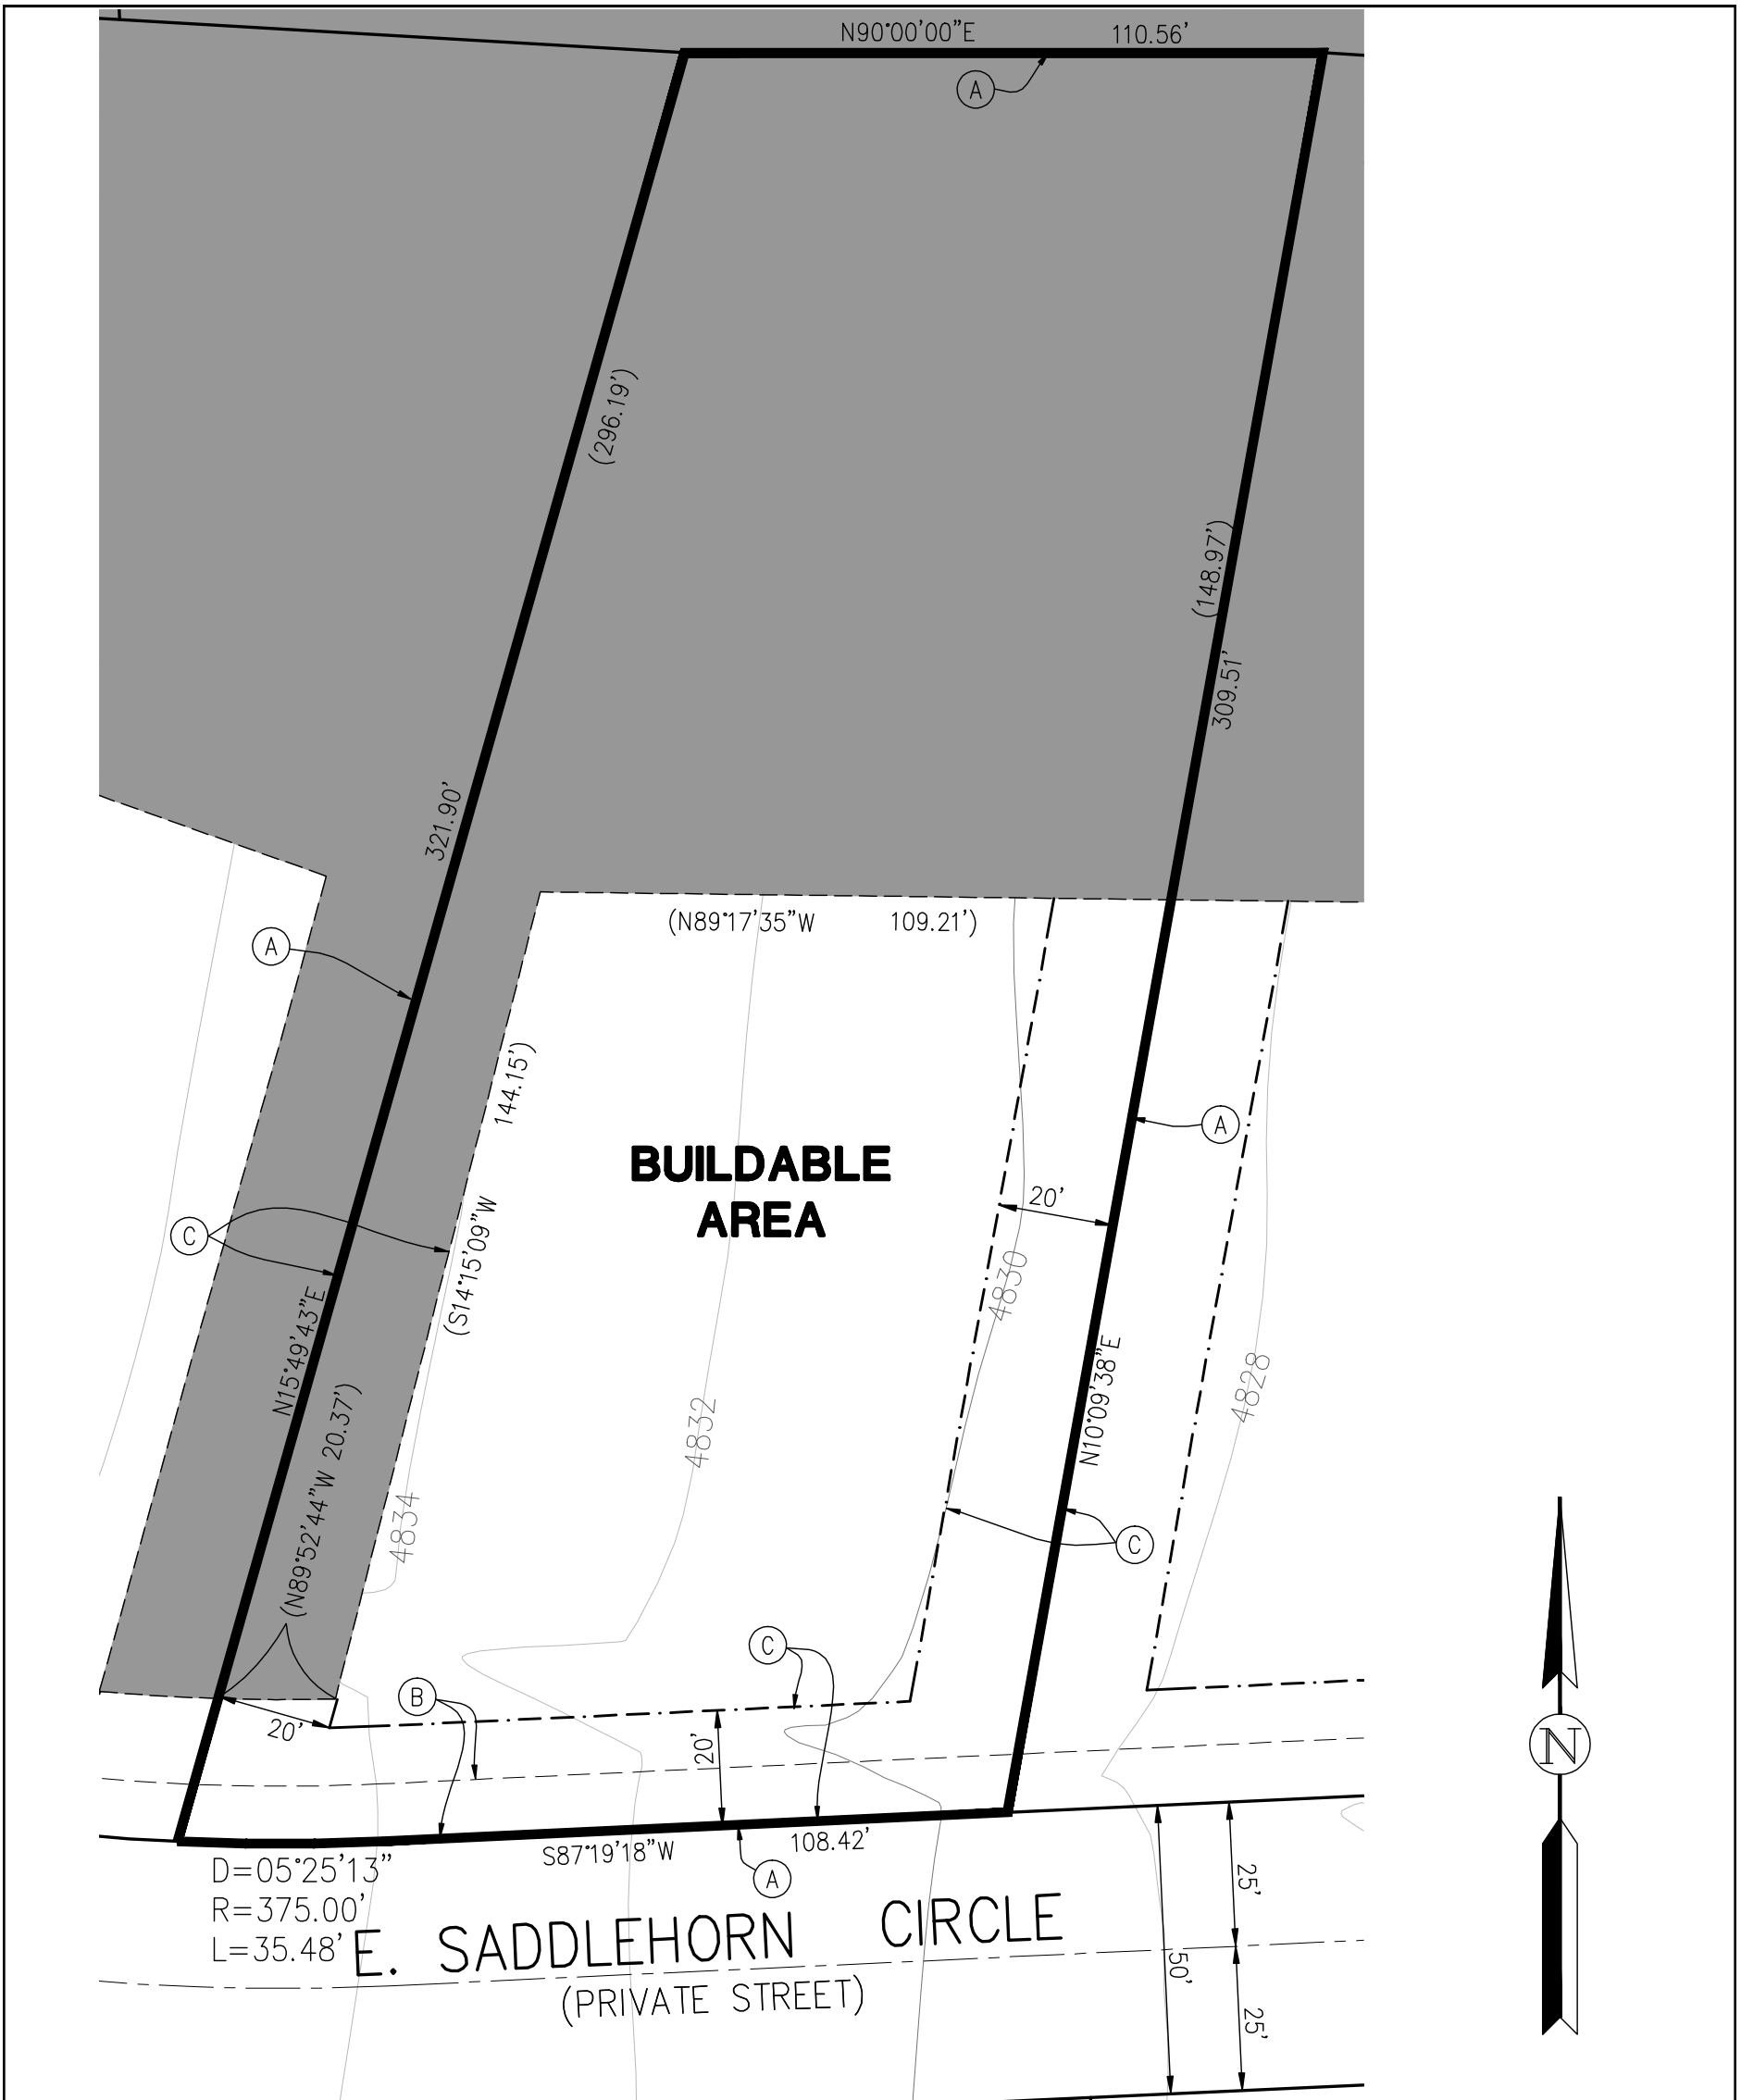 N90°00'00"E 110.56'
A
(296.19')
(148.97')
309.51'
321.90'
(N89°17'35"W 109.21')
A
144.15')
A
BUILDABLE
AREA
20'
C
(S14°15'09"W
4830
N15°49'43"E
N10°09'38"E
4828
(N89°52'44"W 20.37')
4832
4834
C
C
B
20'
20'
N
S87°19'18"W 108.42'
A
D=05°25'13"
R=375.00'
L=35.48'
E. SADDLEHORN CIRCLE
(PRIVATE STREET)
25'
50'
25'